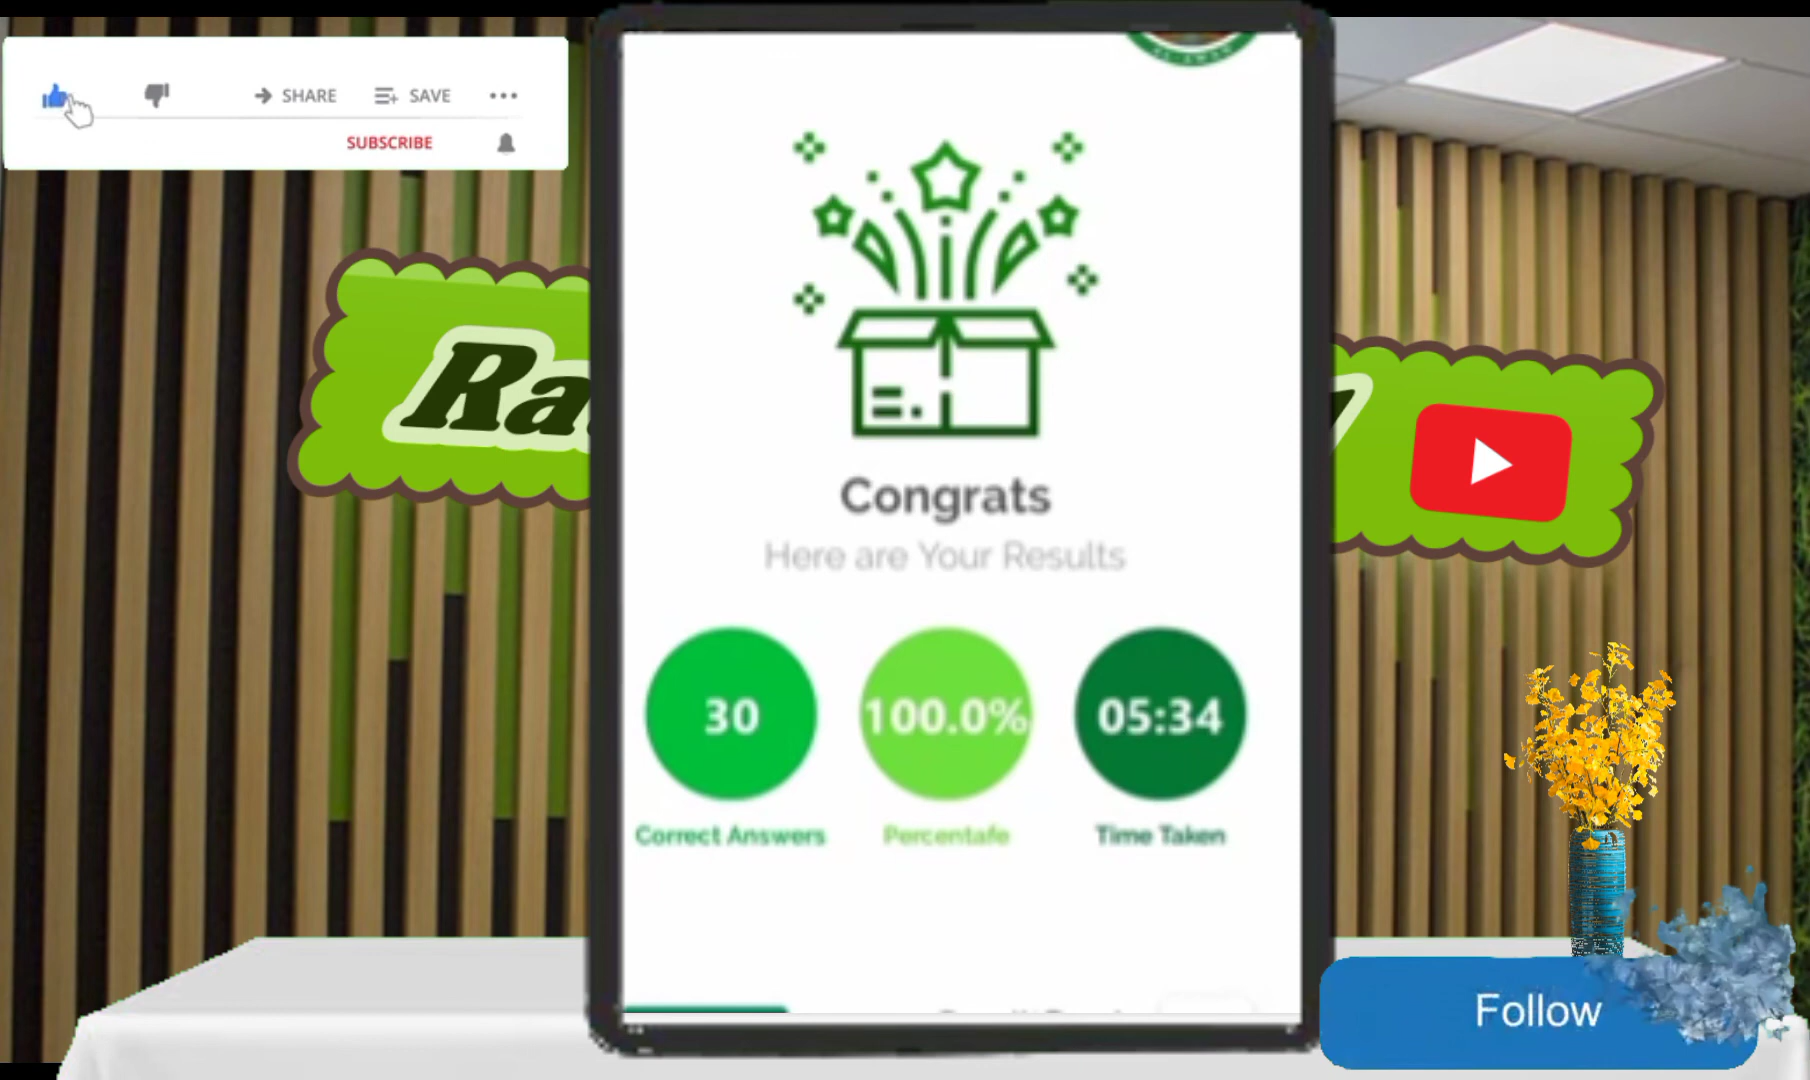 SHARE
SAVE
SUBSCRIBE
Ra
Congrats
Here are Your Results
30
100.0%
05:34
Correct Answers
Percentafe
Time Taken
Follow